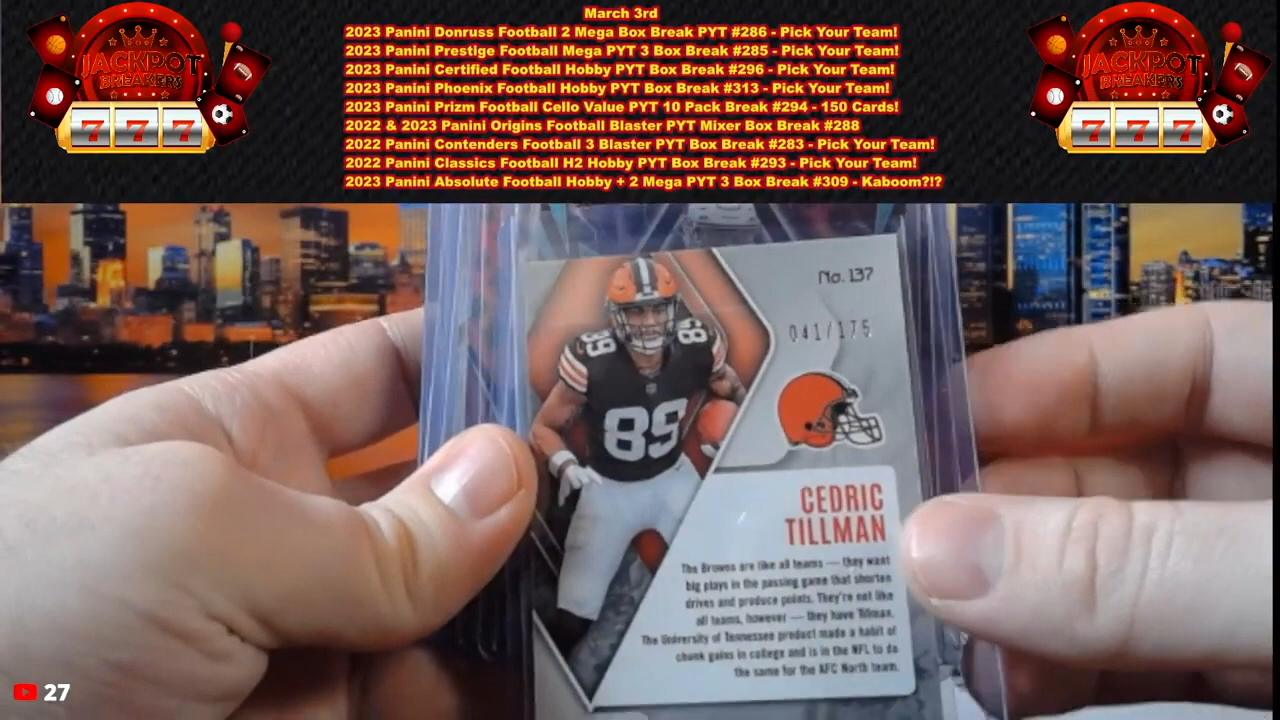 March 3rd
2023 Panini Donruss Football 2 Mega Box Break PYT #286 - Pick Your Team!
2023 Panini Prestige Football Mega PYT 3 Box Break #285 - Pick Your Team!
2023 Panini Certified Football Hobby PYT Box Break #296 - Pick Your Team!
2023 Panini Phoenix Football Hobby PYT Box Break #313 - Pick Your Team!
2023 Panini Prizm Football Cello Value PYT 10 Pack Break #294 - 150 Cards!
2022 & 2023 Panini Origins Football Blaster PYT Mixer Box Break #288
2022 Panini Contenders Football 3 Blaster PYT Box Break #283 - Pick Your Team!
2022 Panini Classics Football H2 Hobby PYT Box Break #293 - Pick Your Team!
2023 Panini Absolute Football Hobby + 2 Mega PYT 3 Box Break #309 - Kaboom?!?
JACKPOT
BREAKERS
7 7 7
JACKPOT
BREAKERS
7 7 7
No. 137
041/175
89
89
89
CEDRIC
TILLMAN
The Browns are like all teams — they want
big plays in the passing game that shorten
drives and produce points. They're not like
all teams, however — they have Tillman.
The University of Tennessee product made a habit of
chunk gains in college and is in the NFL to do
the same for the AFC North team.
27